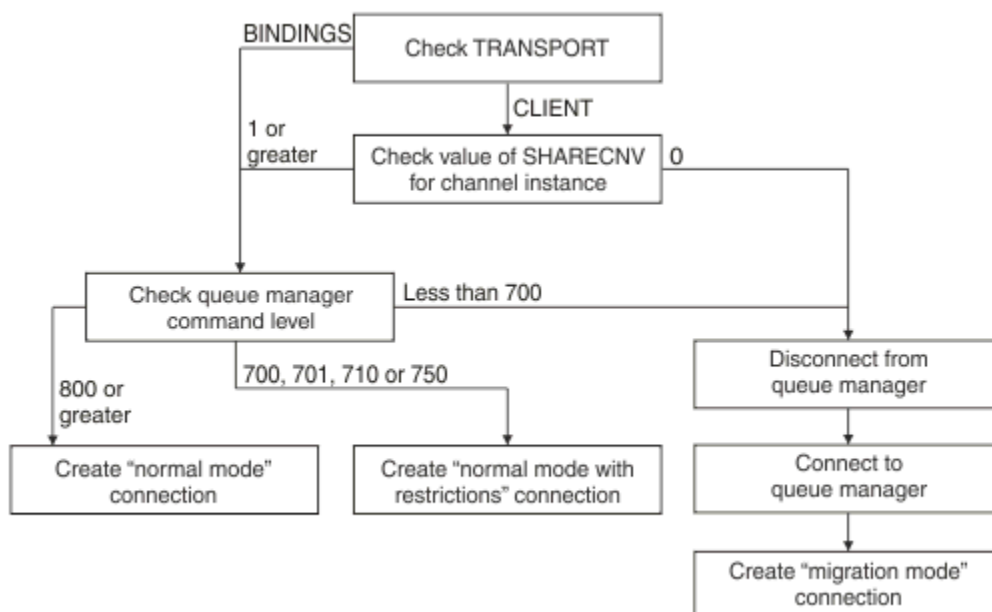 BINDINGS
Check TRANSPORT
CLIENT
1 or
greater
Check value of SHARECNV
for channel instance
0
Check queue manager
command level
Less than 700
Disconnect from
queue manager
800 or
greater
700, 701, 710 or 750
Create “normal mode”
connection
Create “normal mode with
restrictions” connection
Connect to
queue manager
Create “migration mode”
connection